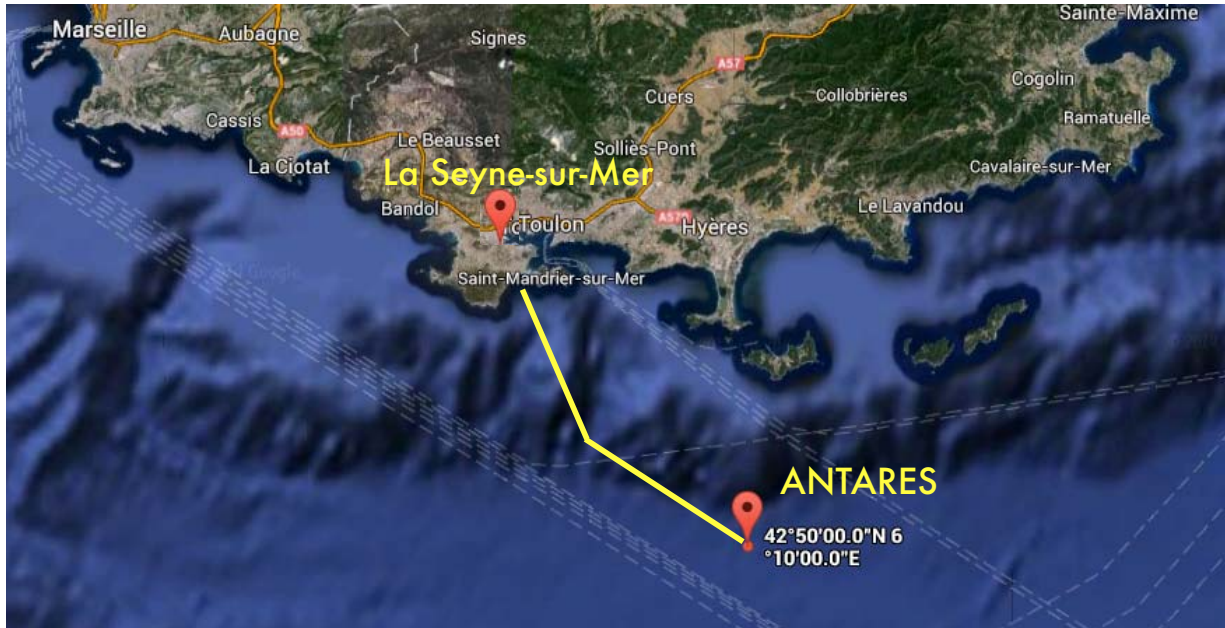 Sainte-Maxime
Marseille
Aubagne
Signes
A57
Cogolin
Cuers
Collobrières
Ramatuelle
Cassis
A50
Le Beausset
Solliès-Pont
La Ciotat
Cavalaire-sur-Mer
La Seyne-sur-Mer
Bandol
Le Lavandou
Toulon
A570
Hyères
Saint-Mandrier-sur-Mer
Google
ANTARES
42°50'00.0"N 6
°10'00.0"E